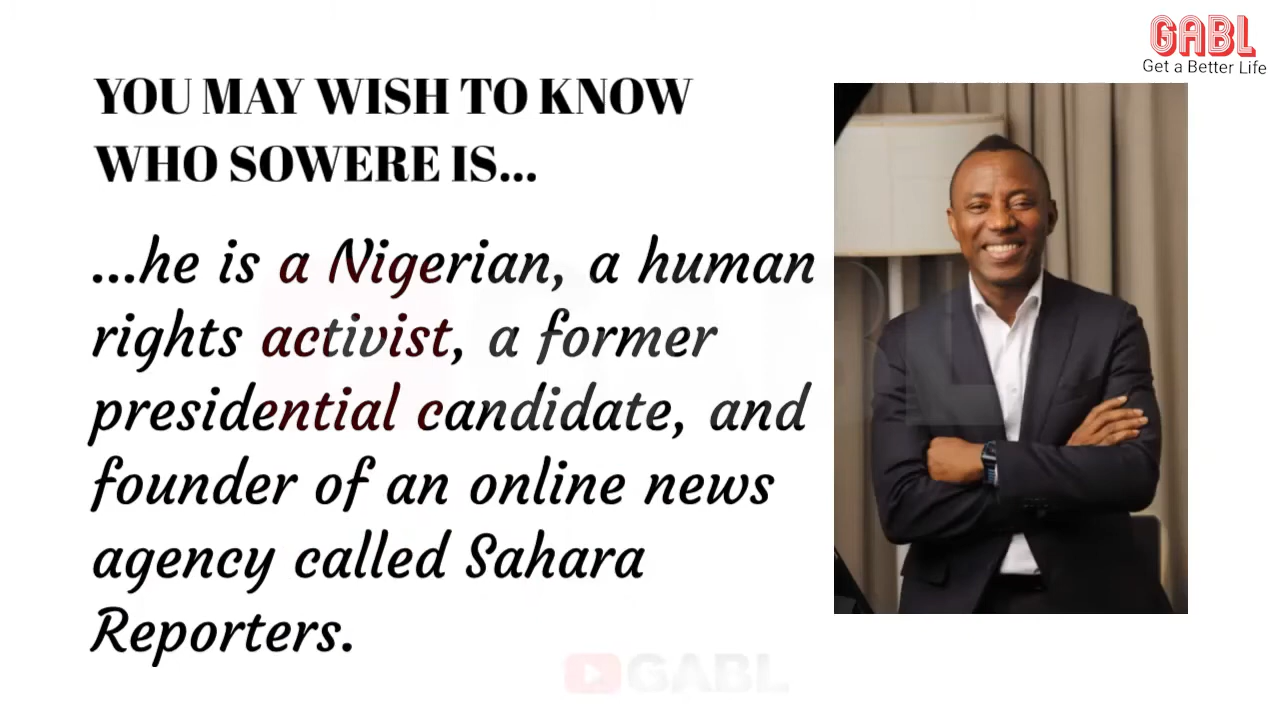 GABL
Get a Better Life
YOU MAY WISH TO KNOW
WHO SOWERE IS...
...he is a Nigerian, a human
rights activist, a former
presidential candidate, and
founder of an online news
agency called Sahara
Reporters.
GABL